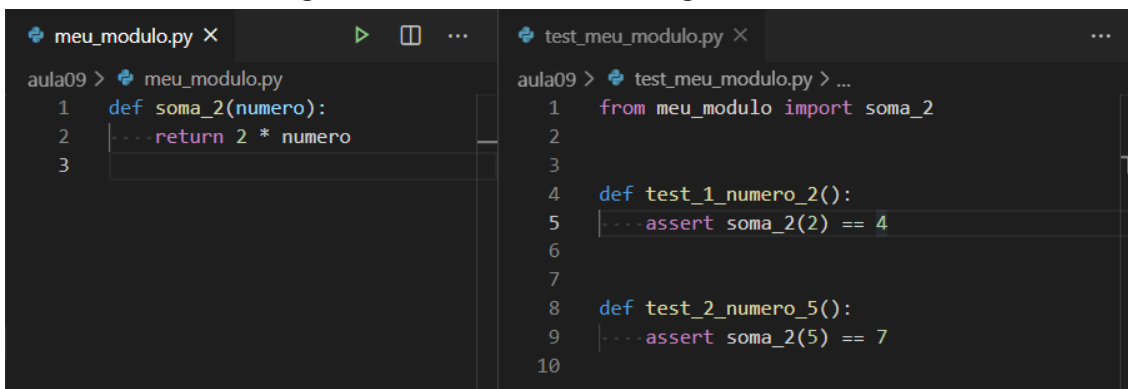 meu_modulo.py
aula09 > meu_modulo.py
1 def soma_2(numero):
2 ····return 2 * numero
3
test_meu_modulo.py
aula09 > test_meu_modulo.py > ...
1 from meu_modulo import soma_2
2
3
4 def test_1_numero_2():
5 ····assert soma_2(2) == 4
6
7
8 def test_2_numero_5():
9 ····assert soma_2(5) == 7
10